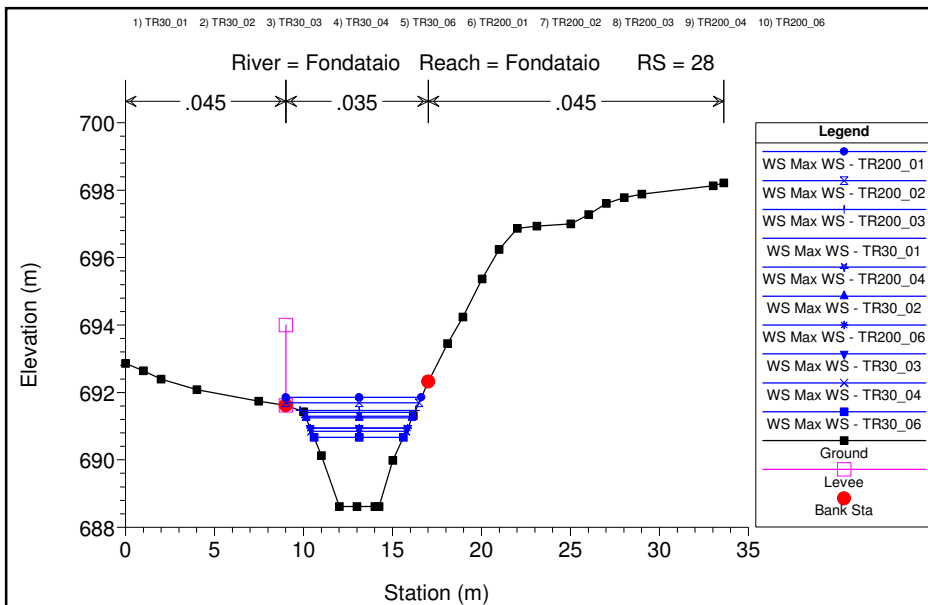 1) TR30_01 2) TR30_02 3) TR30_03 4) TR30_04 5) TR30_06 6) TR200_01 7) TR200_02 8) TR200_03 9) TR200_04 10) TR200_06
River = Fondataio Reach = Fondataio RS = 28
.045 .035 .045
700
698
696
694
692
690
688
Elevation (m)
0 5 10 15 20 25 30 35
Station (m)
Legend
WS Max WS - TR200_01
WS Max WS - TR200_02
WS Max WS - TR200_03
WS Max WS - TR30_01
WS Max WS - TR200_04
WS Max WS - TR30_02
WS Max WS - TR200_06
WS Max WS - TR30_03
WS Max WS - TR30_04
WS Max WS - TR30_06
Ground
Levee
Bank Sta